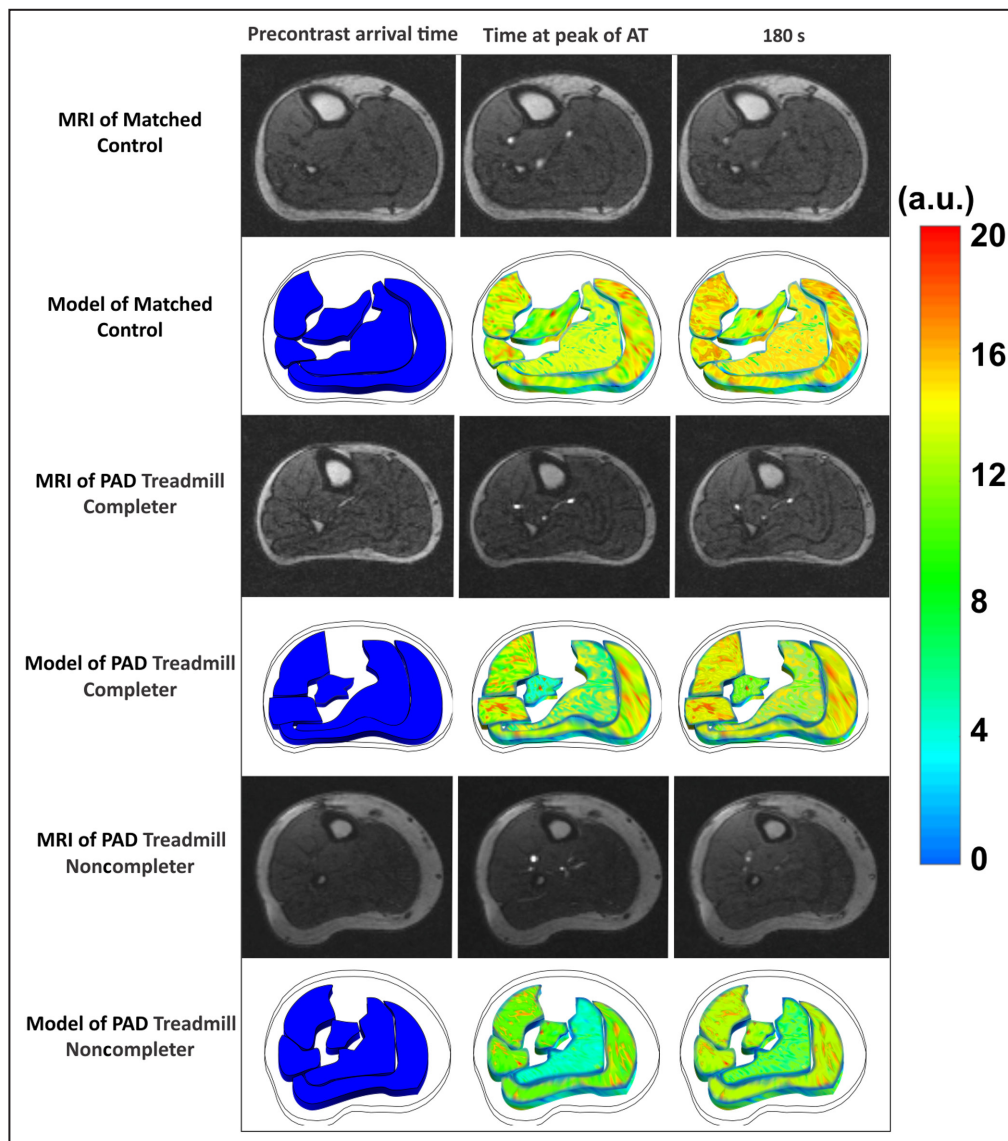 Precontrast arrival time
Time at peak of AT
180 s
MRI of Matched
Control
Model of Matched
Control
MRI of PAD Treadmill
Completer
Model of PAD Treadmill
Completer
MRI of PAD Treadmill
Noncompleter
Model of PAD Treadmill
Noncompleter
(a.u.)
20
16
12
8
4
0